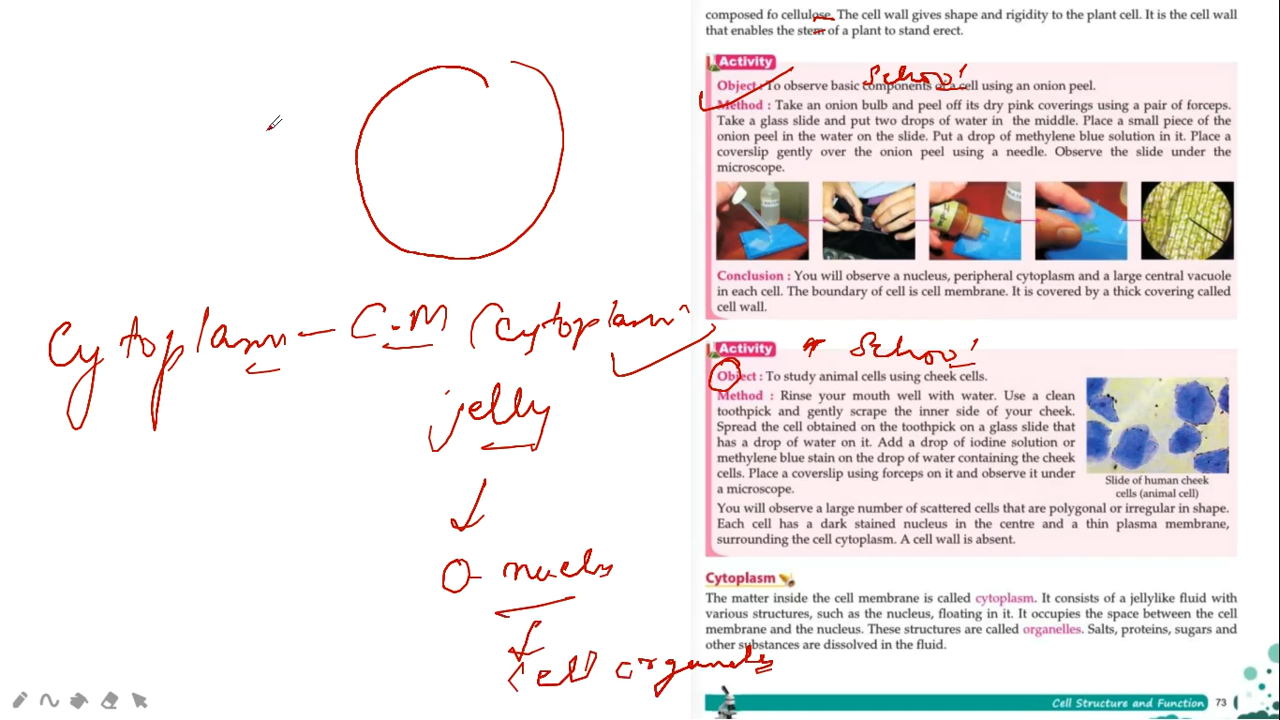 Cytoplasm - C.M (Cytoplasm
jelly
nucls
cell organels
composed fo cellulose. The cell wall gives shape and rigidity to the plant cell. It is the cell wall
that enables the stem of a plant to stand erect.
Activity
School
Object : To observe basic components of a cell using an onion peel.
Method : Take an onion bulb and peel off its dry pink coverings using a pair of forceps.
Take a glass slide and put two drops of water in the middle. Place a small piece of the
onion peel in the water on the slide. Put a drop of methylene blue solution in it. Place a
coverslip gently over the onion peel using a needle. Observe the slide under the
microscope.
Conclusion : You will observe a nucleus, peripheral cytoplasm and a large central vacuole
in each cell. The boundary of cell is cell membrane. It is covered by a thick covering called
cell wall.
Activity
School
Object : To study animal cells using cheek cells.
Method : Rinse your mouth well with water. Use a clean
toothpick and gently scrape the inner side of your cheek.
Spread the cell obtained on the toothpick on a glass slide that
has a drop of water on it. Add a drop of iodine solution or
methylene blue stain on the drop of water containing the cheek
cells. Place a coverslip using forceps on it and observe it under
a microscope.
Slide of human cheek
cells (animal cell)
You will observe a large number of scattered cells that are polygonal or irregular in shape.
Each cell has a dark stained nucleus in the centre and a thin plasma membrane,
surrounding the cell cytoplasm. A cell wall is absent.
Cytoplasm
The matter inside the cell membrane is called cytoplasm. It consists of a jellylike fluid with
various structures, such as the nucleus, floating in it. It occupies the space between the cell
membrane and the nucleus. These structures are called organelles. Salts, proteins, sugars and
other substances are dissolved in the fluid.
Cell Structure and Function 73